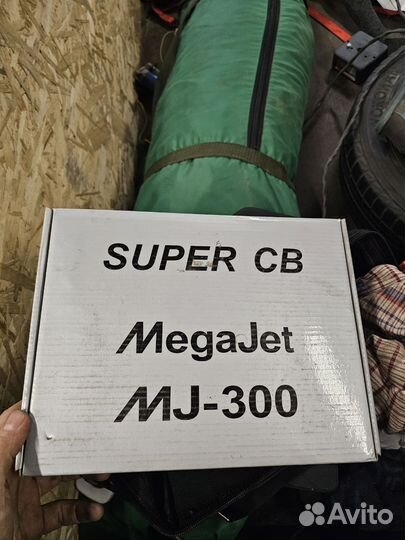 SUPER CB
MegaJet
MJ-300
Avito